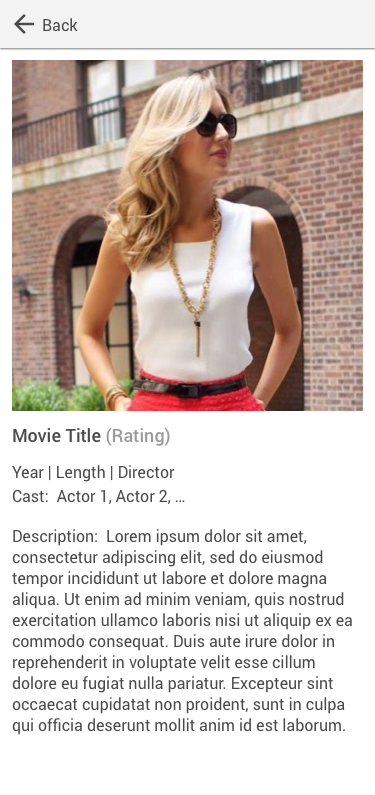 Back
Movie Title (Rating)
Year | Length | Director
Cast:  Actor 1, Actor 2, ...
Description:  Lorem ipsum dolor sit amet,
consectetur adipiscing elit, sed do eiusmod
tempor incididunt ut labore et dolore magna
aliqua. Ut enim ad minim veniam, quis nostrud
exercitation ullamco laboris nisi ut aliquip ex ea
commodo consequat. Duis aute irure dolor in
reprehenderit in voluptate velit esse cillum
dolore eu fugiat nulla pariatur. Excepteur sint
occaecat cupidatat non proident, sunt in culpa
qui officia deserunt mollit anim id est laborum.